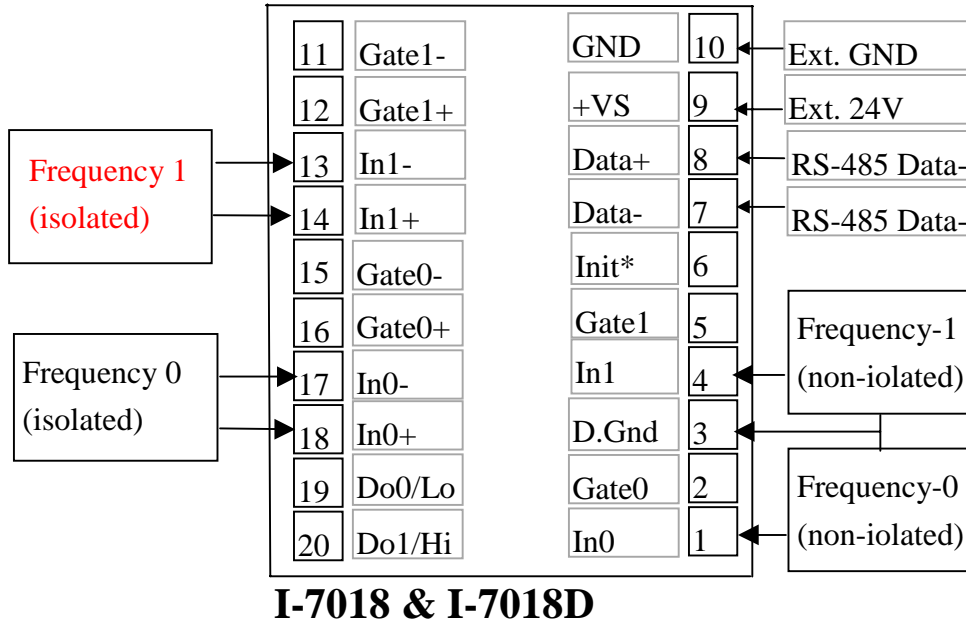 11 Gate1-
12 Gate1+
13 In1-
14 In1+
15 Gate0-
16 Gate0+
17 In0-
18 In0+
19 Do0/Lo
20 Do1/Hi
Frequency 1
(isolated)
Frequency 0
(isolated)
GND 10
+VS 9
Data+ 8
Data- 7
Init* 6
Gate1 5
In1 4
D.Gnd 3
Gate0 2
In0 1
Ext. GND
Ext. 24V
RS-485 Data-
RS-485 Data-
Frequency-1
(non-iolated)
Frequency-0
(non-iolated)
I-7018 & I-7018D